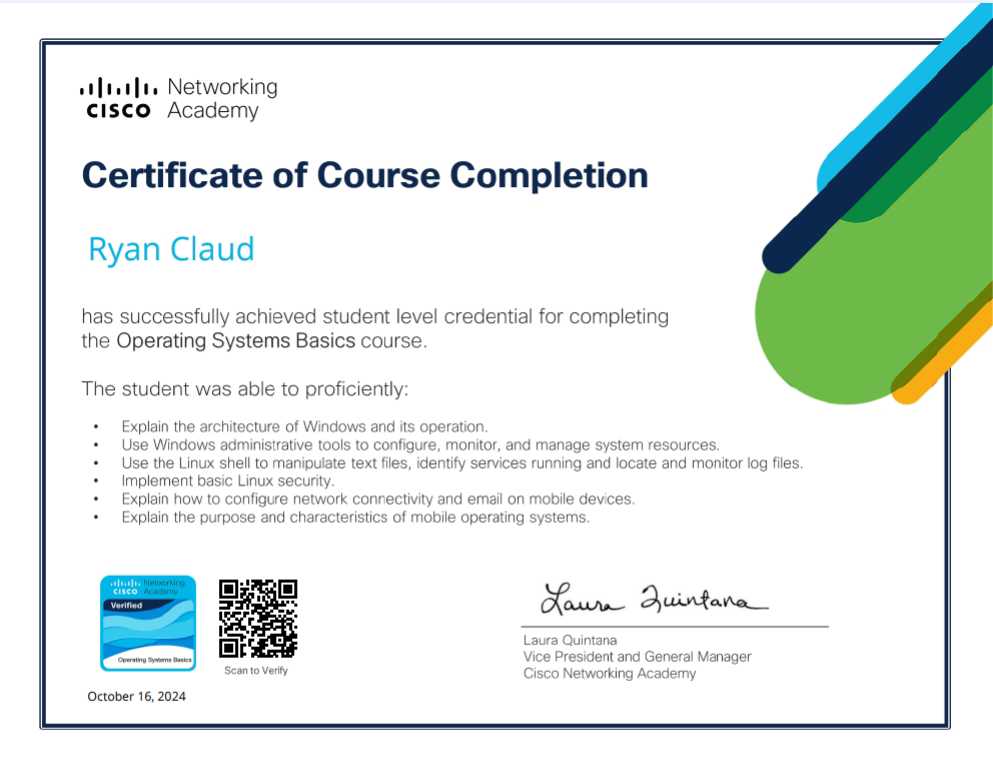 Networking
CISCO Academy
Certificate of Course Completion
Ryan Claud
has successfully achieved student level credential for completing
the Operating Systems Basics course.
The student was able to proficiently:
• Explain the architecture of Windows and its operation.
• Use Windows administrative tools to configure, monitor, and manage system resources.
• Use the Linux shell to manipulate text files, identify services running and locate and monitor log files.
• Implement basic Linux security.
• Explain how to configure network connectivity and email on mobile devices.
• Explain the purpose and characteristics of mobile operating systems.
Networking
CISCO Academy
Verified
Operating Systems Basics
Scan to Verify
October 16, 2024
Laura Quintana
Laura Quintana
Vice President and General Manager
Cisco Networking Academy